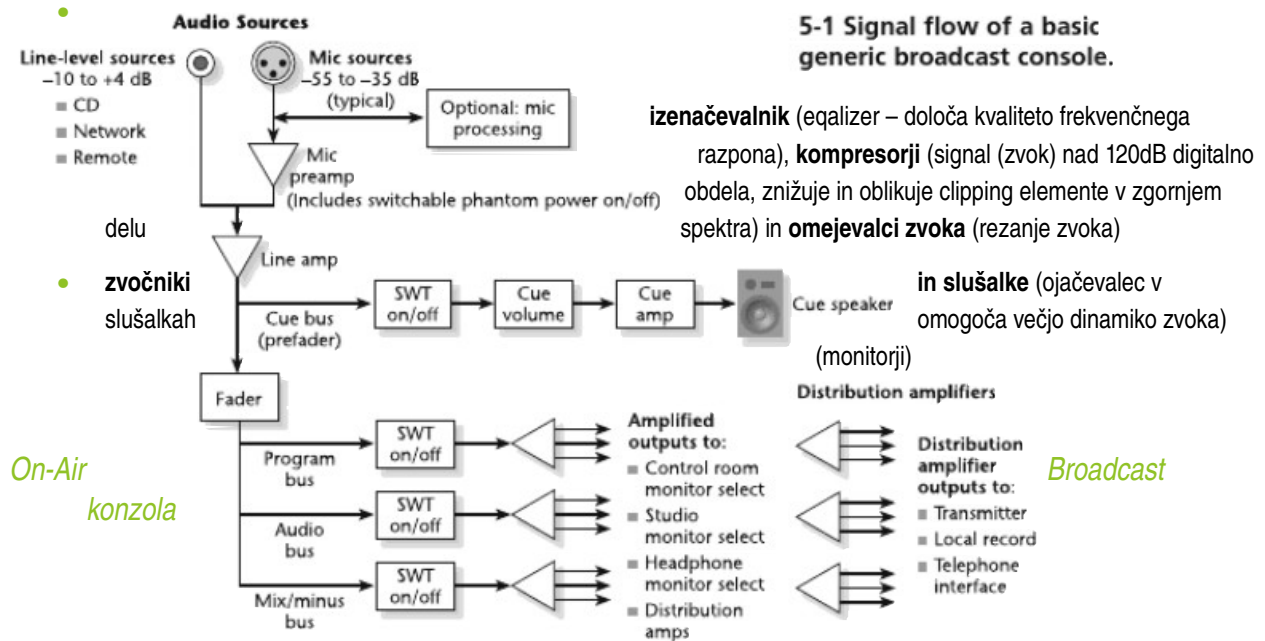 Audio Sources
5-1 Signal flow of a basic
generic broadcast console.
Line-level sources
–10 to +4 dB
■ CD
■ Network
■ Remote
Mic sources
–55 to –35 dB
(typical)
Optional: mic
processing
Mic
preamp
(Includes switchable phantom power on/off)
izenačevalnik (eqalizer – določa kvaliteto frekvenčnega
razpona), kompresorji (signal (zvok) nad 120dB digitalno
obdela, znižuje in oblikuje clipping elemente v zgornjem
delu
spektra) in omejevalci zvoka (rezanje zvoka)
Line amp
• zvočniki
in slušalke (ojačevalec v
slušalkah
omogoča večjo dinamiko zvoka)
(monitorji)
Cue bus
(prefader)
SWT
on/off
Cue
volume
Cue
amp
Cue speaker
Fader
On-Air
konzola
Broadcast
Program
bus
SWT
on/off
Audio
bus
SWT
on/off
Mix/minus
bus
SWT
on/off
Amplified
outputs to:
■ Control room
monitor select
■ Studio
monitor select
■ Headphone
monitor select
■ Distribution
amps
Distribution amplifiers
Distribution
amplifier
outputs to:
■ Transmitter
■ Local record
■ Telephone
interface